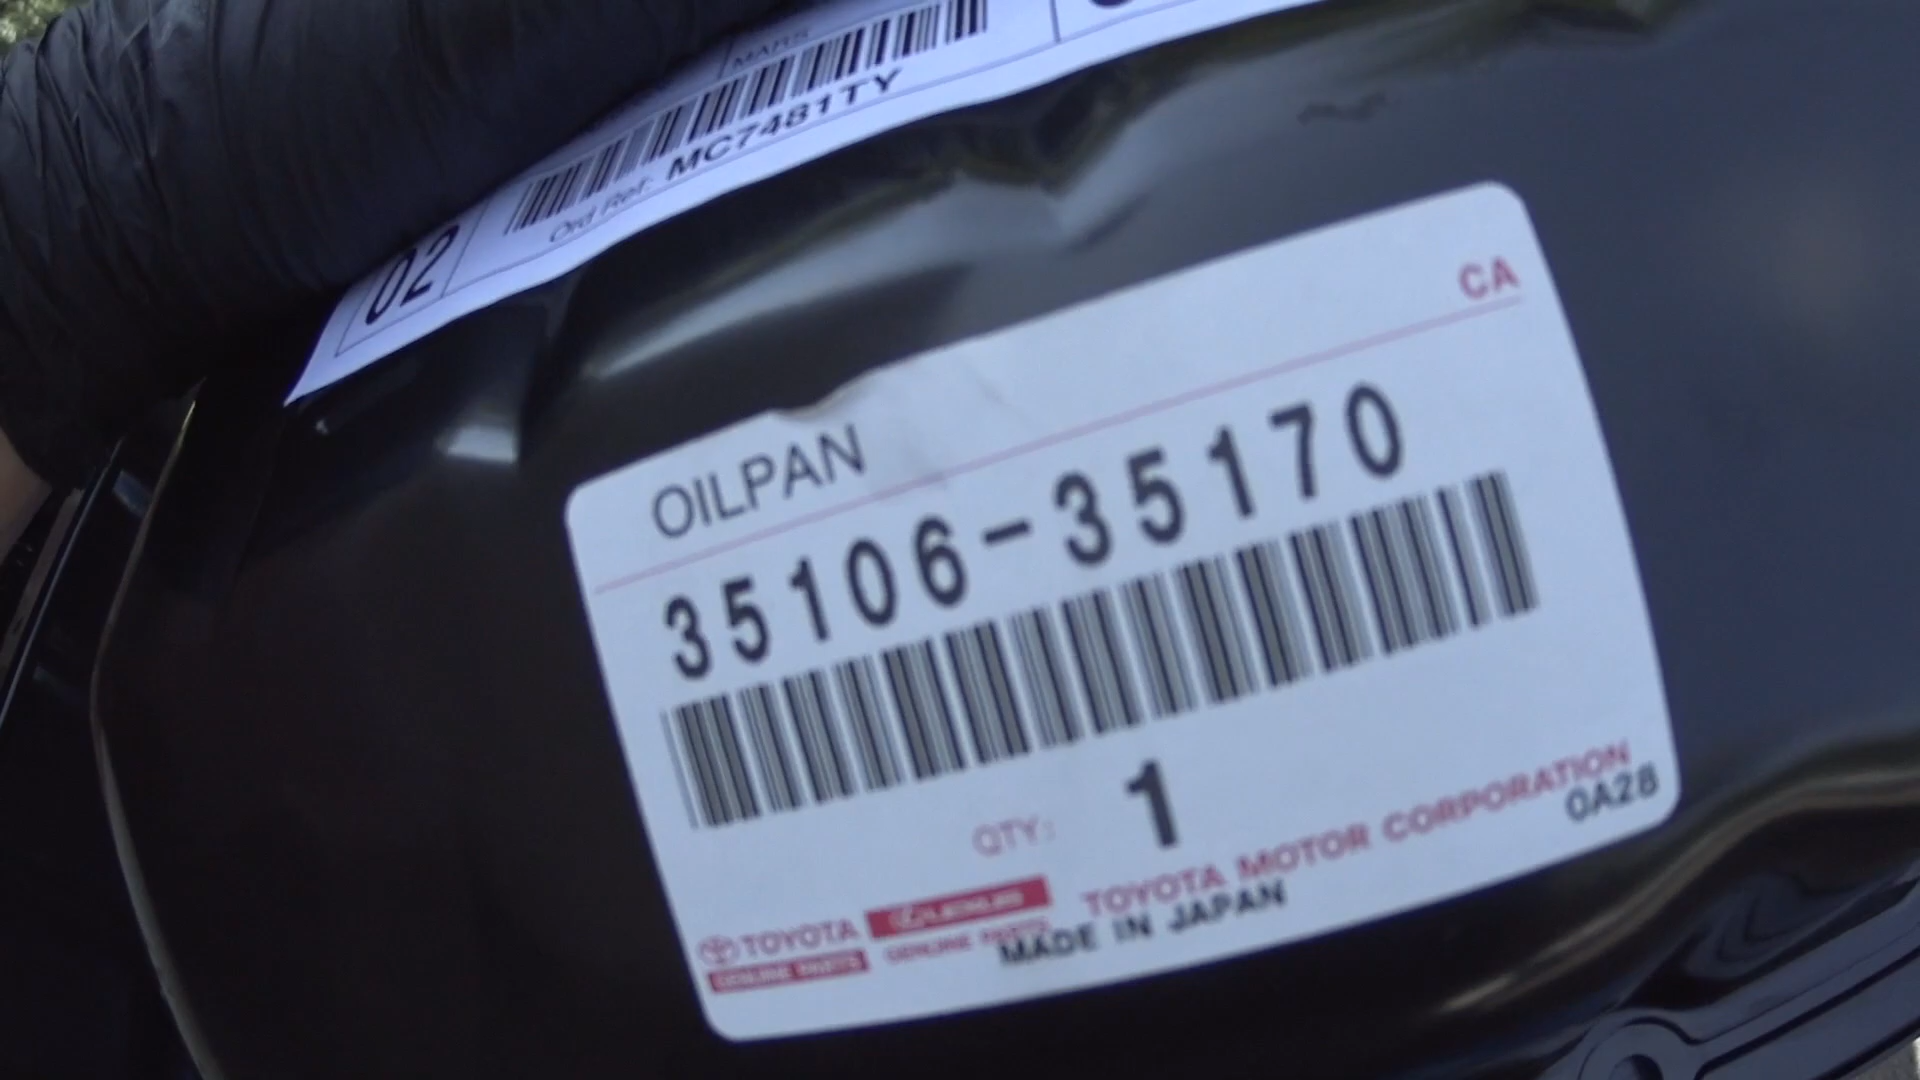 MARS
Ord Ref: MC7481TY
02
CA
OILPAN
35106-35170
QTY: 1
TOYOTA MOTOR CORPORATION
0A28
TOYOTA
GENUINE PARTS
LEXUS
GENUINE PARTS
MADE IN JAPAN